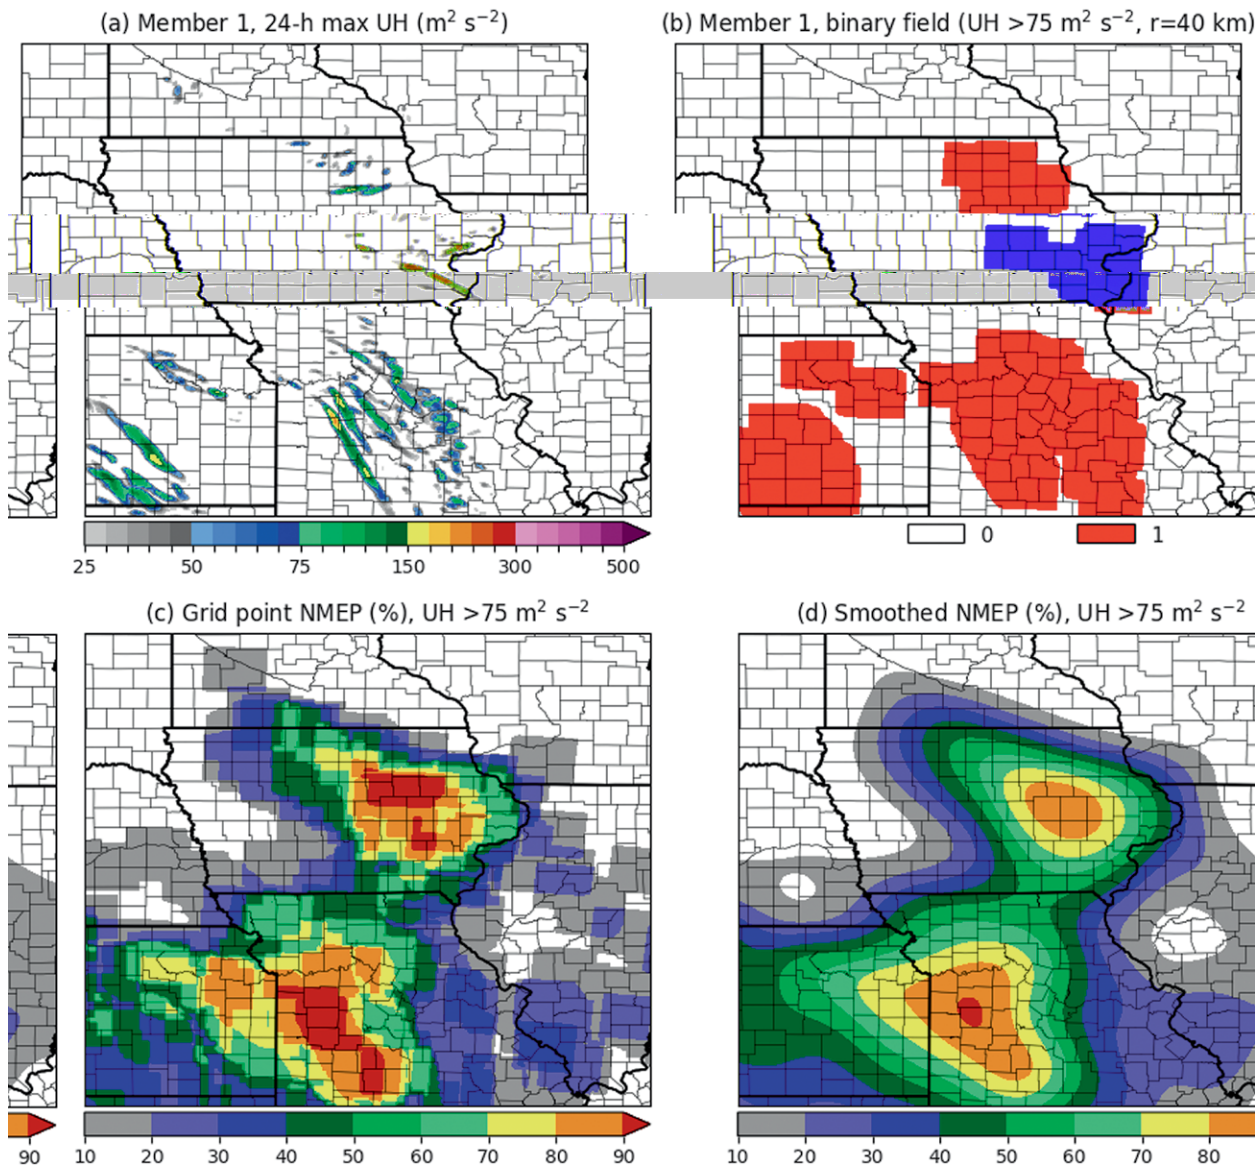 (a) Member 1, 24-h max UH (m² s⁻²)
(b) Member 1, binary field (UH >75 m² s⁻², r=40 km)
25 50 75 150 300 500
0 1
(c) Grid point NMEP (%), UH >75 m² s⁻²
(d) Smoothed NMEP (%), UH >75 m² s⁻²
90
10 20 30 40 50 60 70 80 90
10 20 30 40 50 60 70 80